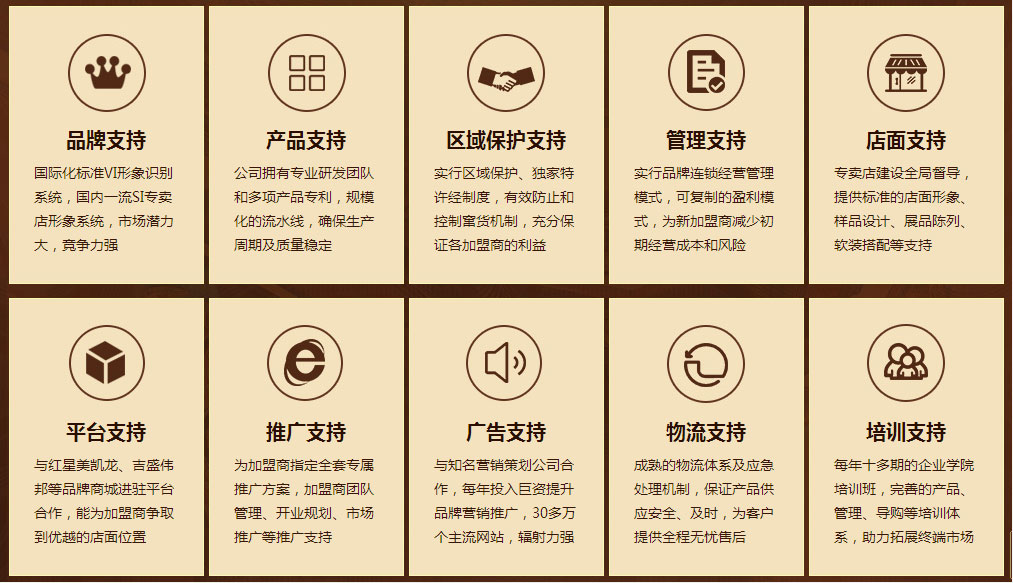 品牌支持
国际化标准VI形象识别
系统，国内一流SI专卖
店形象系统，市场潜力
大，竞争力强
产品支持
公司拥有专业研发团队
和多项产品专利，规模
化的流水线，确保生产
周期及质量稳定
区域保护支持
实行区域保护、独家特
许经制度，有效防止和
控制窜货机制，充分保
证各加盟商的利益
管理支持
实行品牌连锁经营管理
模式，可复制的盈利模
式，为新加盟商减少初
期经营成本和风险
店面支持
专卖店建设全局督导，
提供标准的店面形象、
样品设计、展品陈列、
软装搭配等支持
平台支持
与红星美凯龙、吉盛伟
邦等品牌商城进驻平台
合作，能为加盟商争取
到优越的店面位置
推广支持
为加盟商指定全套专属
推广方案，加盟商团队
管理、开业规划、市场
推广等推广支持
广告支持
与知名营销策划公司合
作，每年投入巨资提升
品牌营销推广，30多万
个主流网站，辐射力强
物流支持
成熟的物流体系及应急
处理机制，保证产品供
应安全、及时，为客户
提供全程无忧售后
培训支持
每年十多期的企业学院
培训班，完善的产品、
管理、导购等培训体
系，助力拓展终端市场